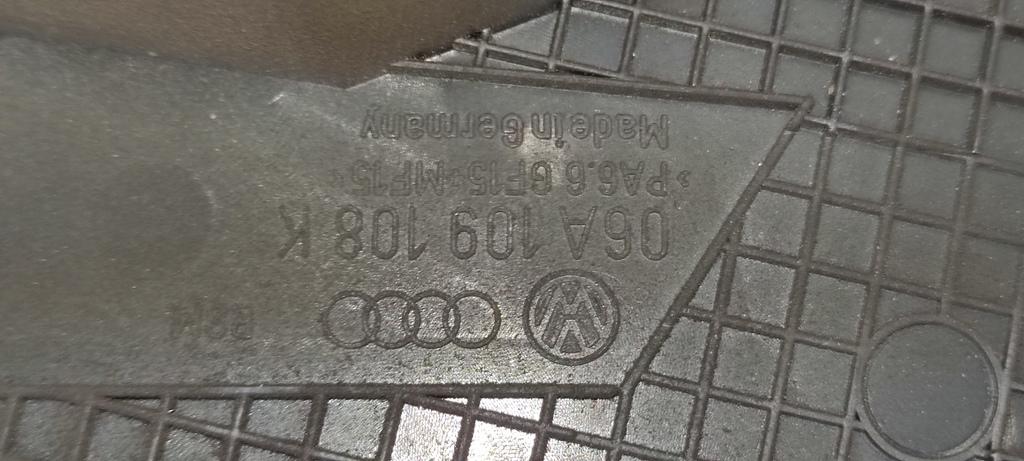 06A 109 108 K
>PA6.6 GF15+MF15<
Made in Germany